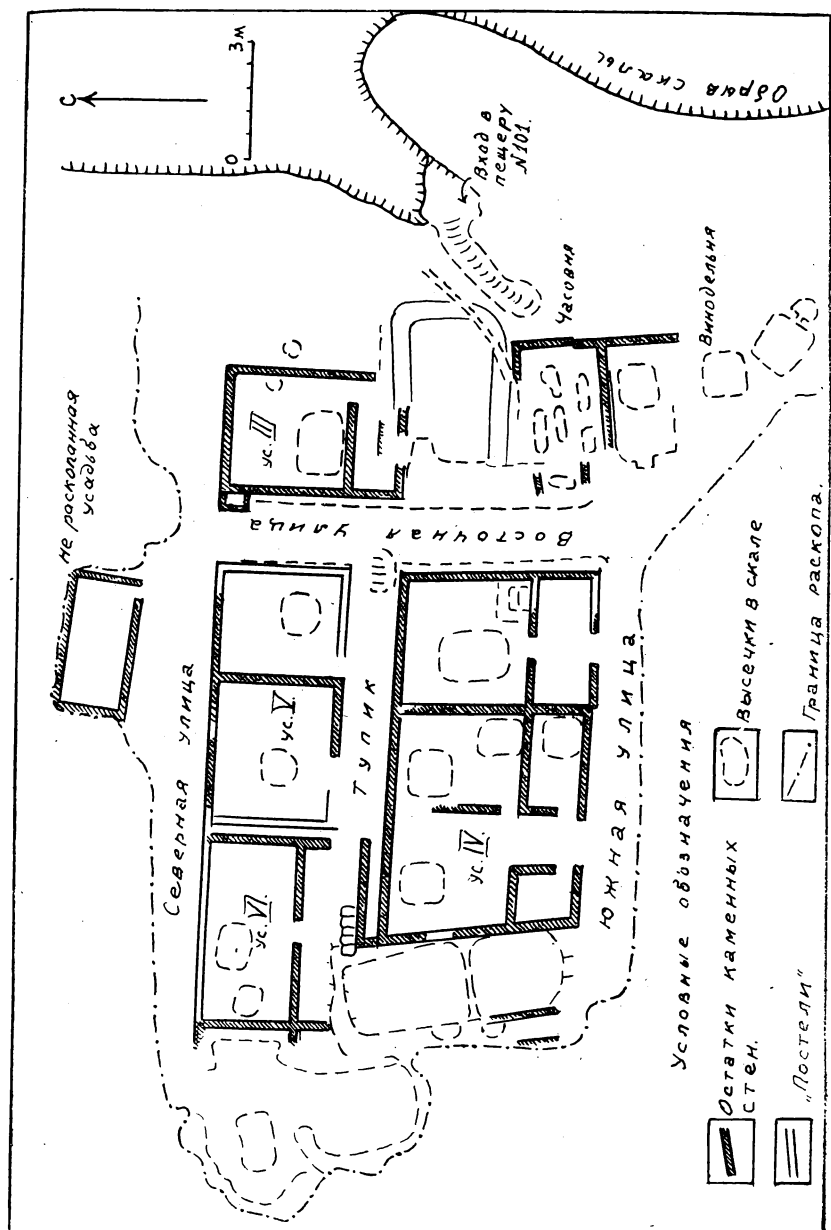 С
0 3м
Обрыв скалы
Вход в
пещеру
№101.
Часовня
Винодельня
не раскопанная
усадьба
ус. III
Восточная улица
Северная улица
ус. V
Тупик
ус. VI.
ус. IV.
Южная улица
Условные обозначения
Остатки каменных
стен.
Высечки в скале
„Постели"
Граница раскопа.